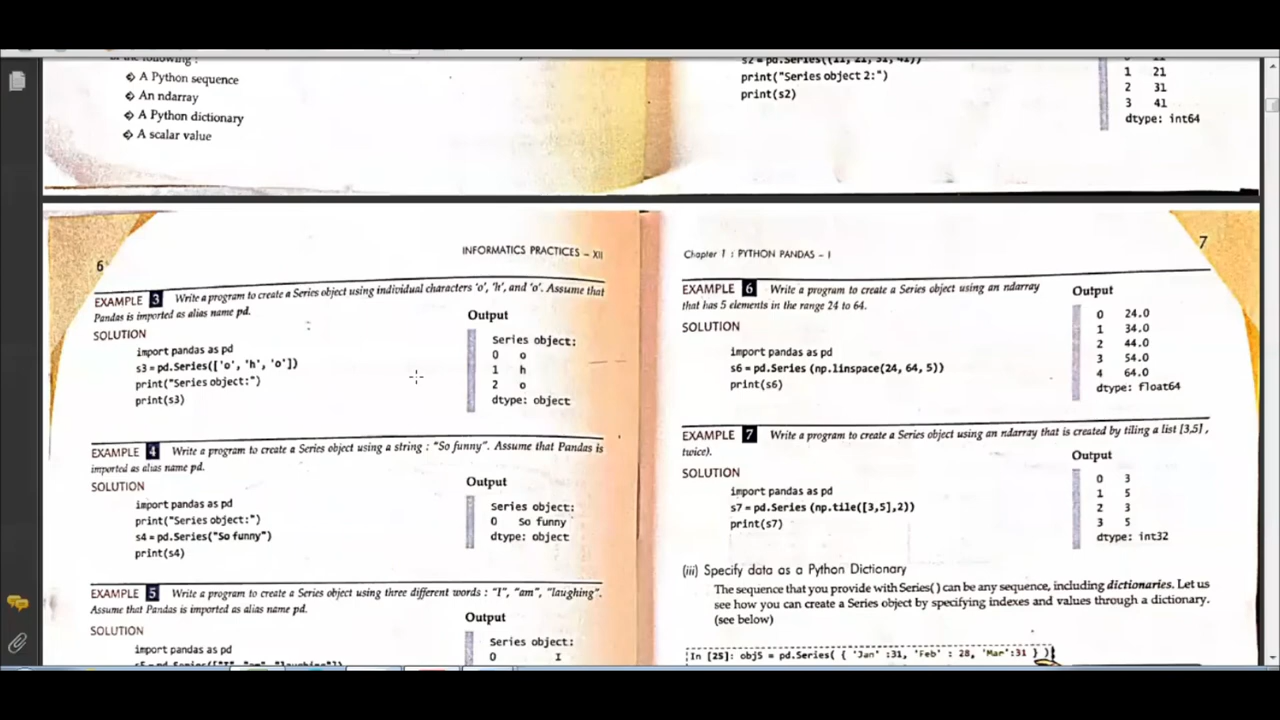 of the following :
A Python sequence
An ndarray
A Python dictionary
A scalar value
s2 = pd.Series((11, 21, 31, 41))
print("Series object 2:")
print(s2)
1 21
2 31
3 41
dtype: int64
6
INFORMATICS PRACTICES – XII
EXAMPLE 3 Write a program to create a Series object using individual characters 'o', 'h', and 'o'. Assume that
Pandas is imported as alias name pd.
SOLUTION
import pandas as pd
s3 = pd.Series(['o', 'h', 'o'])
print("Series object:")
print(s3)
Output
Series object:
0 o
1 h
2 o
dtype: object
EXAMPLE 4 Write a program to create a Series object using a string : "So funny". Assume that Pandas is
imported as alias name pd.
SOLUTION
import pandas as pd
print("Series object:")
s4 = pd.Series("So funny")
print(s4)
Output
Series object:
0 So funny
dtype: object
EXAMPLE 5 Write a program to create a Series object using three different words : "I", "am", "laughing".
Assume that Pandas is imported as alias name pd.
SOLUTION
import pandas as pd
Output
Series object:
0 I
Chapter 1 : PYTHON PANDAS – I
7
EXAMPLE 6 Write a program to create a Series object using an ndarray
that has 5 elements in the range 24 to 64.
SOLUTION
import pandas as pd
s6 = pd.Series (np.linspace(24, 64, 5))
print(s6)
Output
0 24.0
1 34.0
2 44.0
3 54.0
4 64.0
dtype: float64
EXAMPLE 7 Write a program to create a Series object using an ndarray that is created by tiling a list [3,5] ,
twice).
SOLUTION
import pandas as pd
s7 = pd.Series (np.tile([3,5],2))
print(s7)
Output
0 3
1 5
2 3
3 5
dtype: int32
(iii) Specify data as a Python Dictionary
The sequence that you provide with Series( ) can be any sequence, including dictionaries. Let us
see how you can create a Series object by specifying indexes and values through a dictionary.
(see below)
In [25]: obj5 = pd.Series( { 'Jan' :31, 'Feb' : 28, 'Mar':31 } )